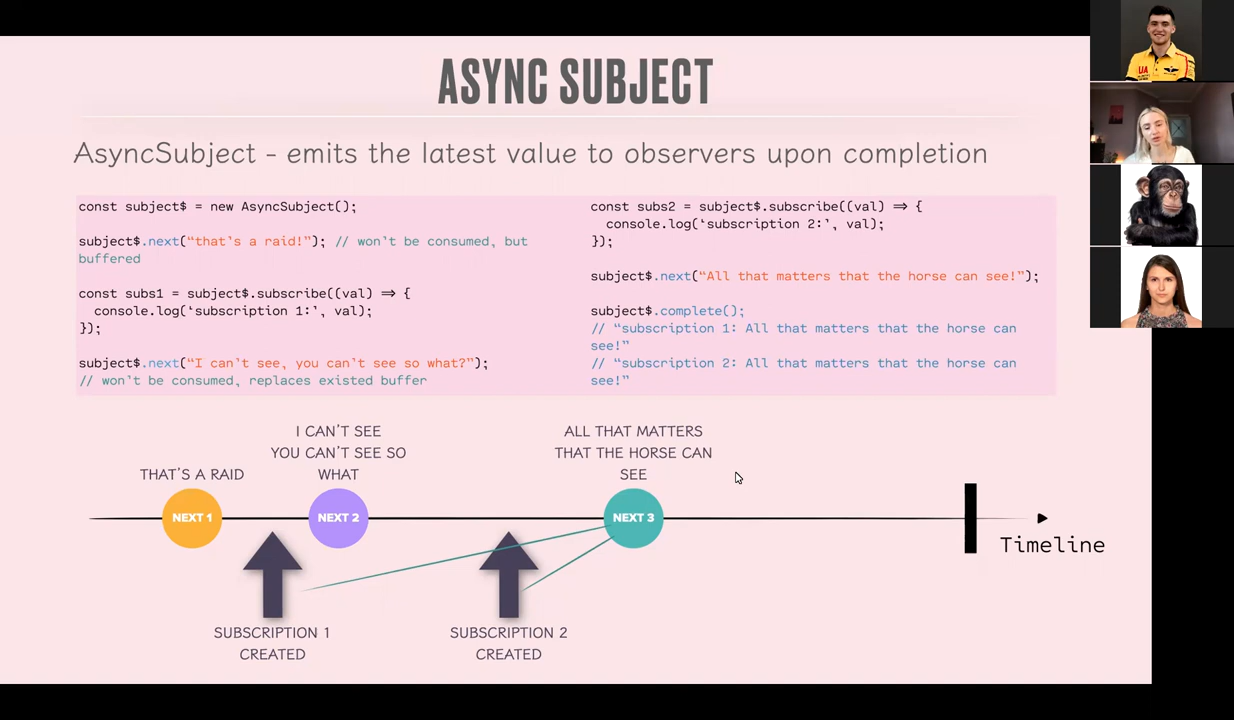 ASYNC SUBJECT
AsyncSubject - emits the latest value to observers upon completion
const subject$ = new AsyncSubject();
subject$.next(“that’s a raid!”); // won’t be consumed, but
buffered
const subs1 = subject$.subscribe((val) => {
console.log(‘subscription 1:’, val);
});
subject$.next(“I can’t see, you can’t see so what?”);
// won’t be consumed, replaces existed buffer
const subs2 = subject$.subscribe((val) => {
console.log(‘subscription 2:’, val);
});
subject$.next(“All that matters that the horse can see!”);
subject$.complete();
// “subscription 1: All that matters that the horse can
see!”
// “subscription 2: All that matters that the horse can
see!”
THAT’S A RAID
I CAN’T SEE
YOU CAN’T SEE SO
WHAT
ALL THAT MATTERS
THAT THE HORSE CAN
SEE
NEXT 1
NEXT 2
NEXT 3
Timeline
SUBSCRIPTION 1
CREATED
SUBSCRIPTION 2
CREATED
UA